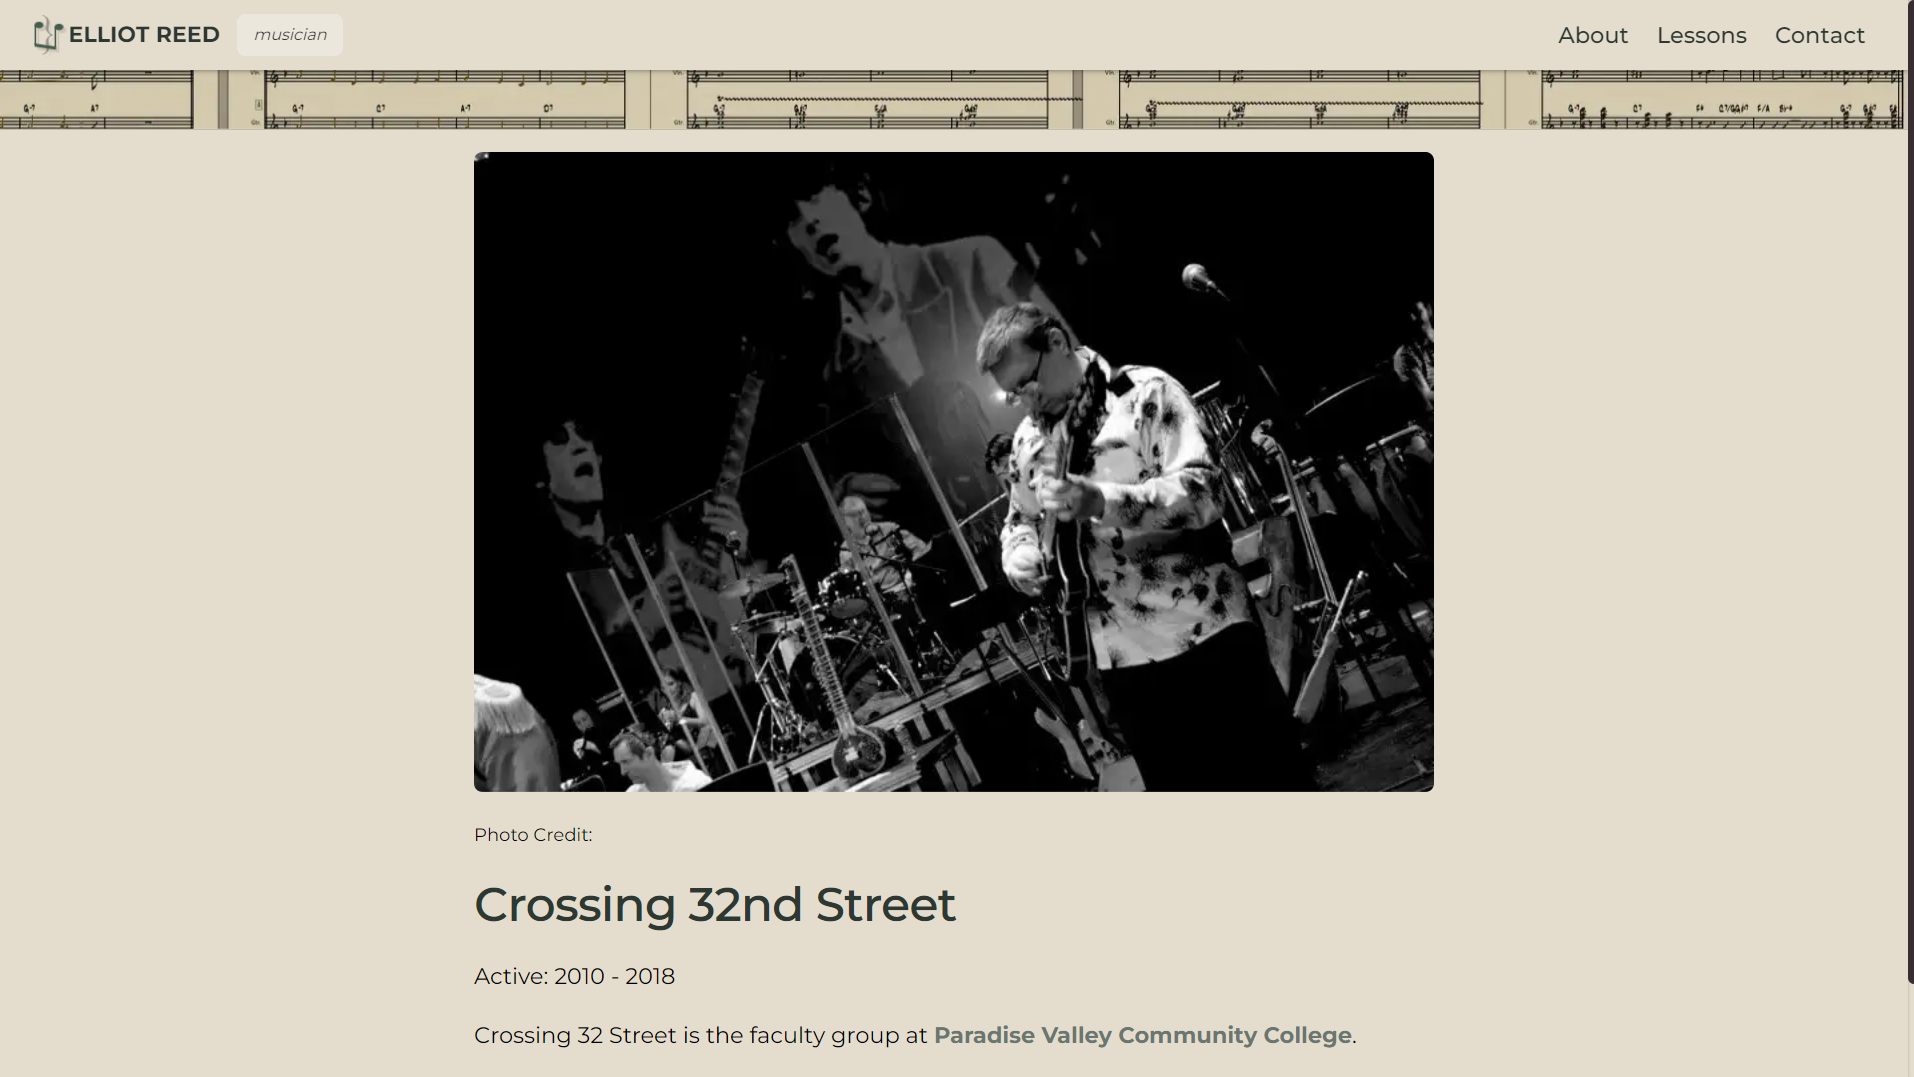 ELLIOT REED
musician
About
Lessons
Contact
Photo Credit:
Crossing 32nd Street
Active: 2010 - 2018
Crossing 32 Street is the faculty group at Paradise Valley Community College.